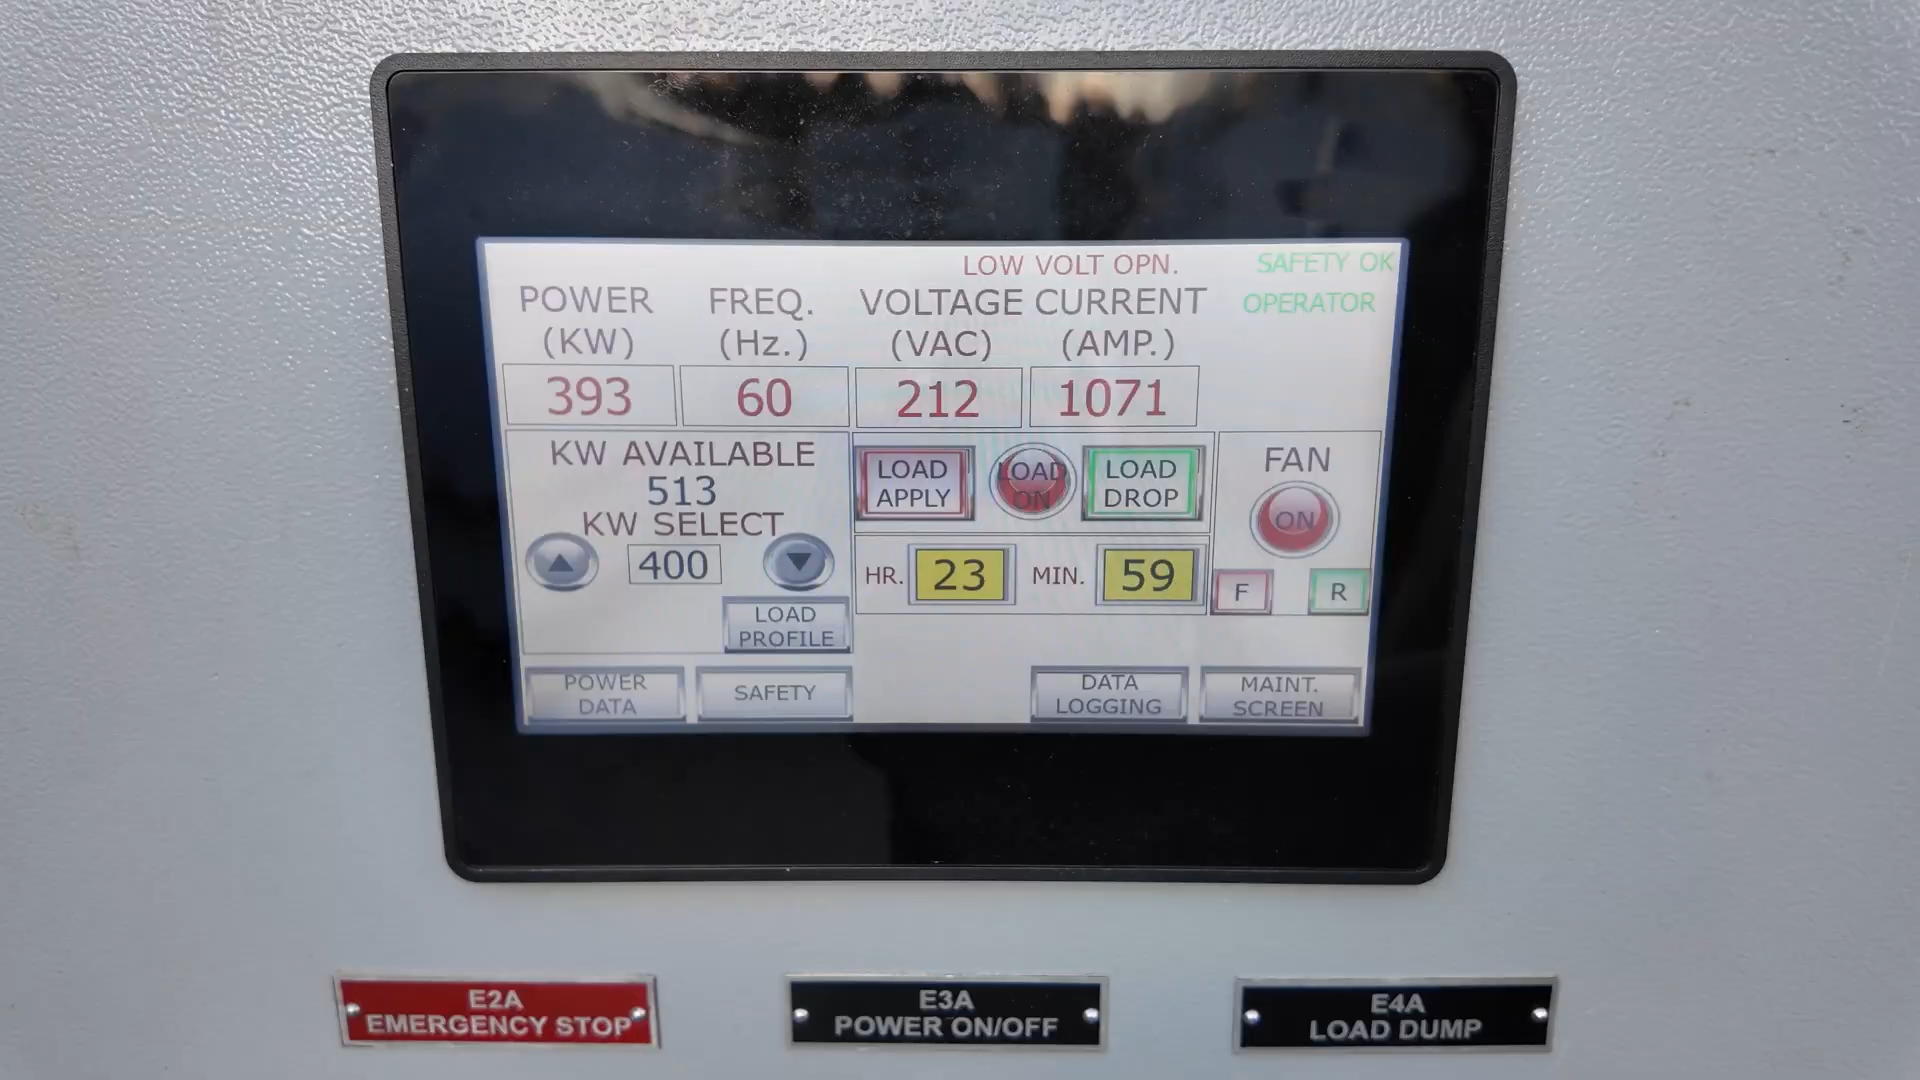 LOW VOLT OPN.
SAFETY OK
POWER
(KW)
FREQ.
(Hz.)
VOLTAGE
(VAC)
CURRENT
(AMP.)
OPERATOR
393
60
212
1071
KW AVAILABLE
513
KW SELECT
400
LOAD
PROFILE
LOAD
APPLY
LOAD
ON
LOAD
DROP
HR.
23
MIN.
59
FAN
ON
F
R
POWER
DATA
SAFETY
DATA
LOGGING
MAINT.
SCREEN
E2A
EMERGENCY STOP
E3A
POWER ON/OFF
E4A
LOAD DUMP